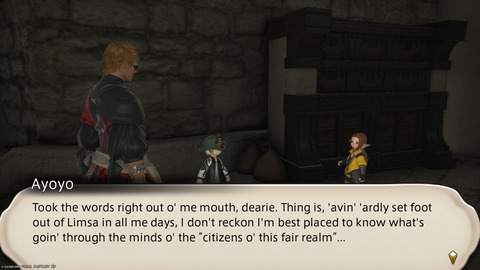 Ayoyo
Took the words right out o' me mouth, dearie. Thing is, 'avin' 'ardly set foot
out of Limsa in all me days, I don't reckon I'm best placed to know what's
goin' through the minds o' the "citizens o' this fair realm"...